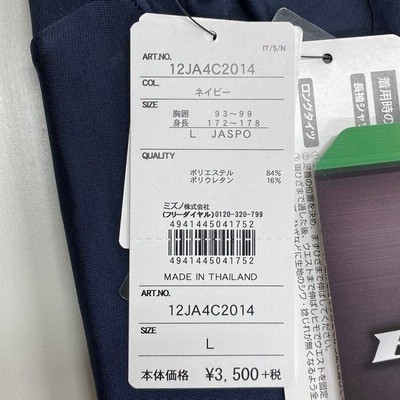 IT/S/N
ART.NO.
12JA4C2014
COL.
ネイビー
SIZE
胸囲 93〜99
身長 172〜178
L JASPO
QUALITY
ポリエステル 84%
ポリウレタン 16%
ミズノ株式会社
(フリーダイヤル)0120-320-799
4941445041752
4941445041752
MADE IN THAILAND
ART.NO.
12JA4C2014
SIZE
L
本体価格 ¥3,500+税
着用時の
長袖シャ
ロングタイツ